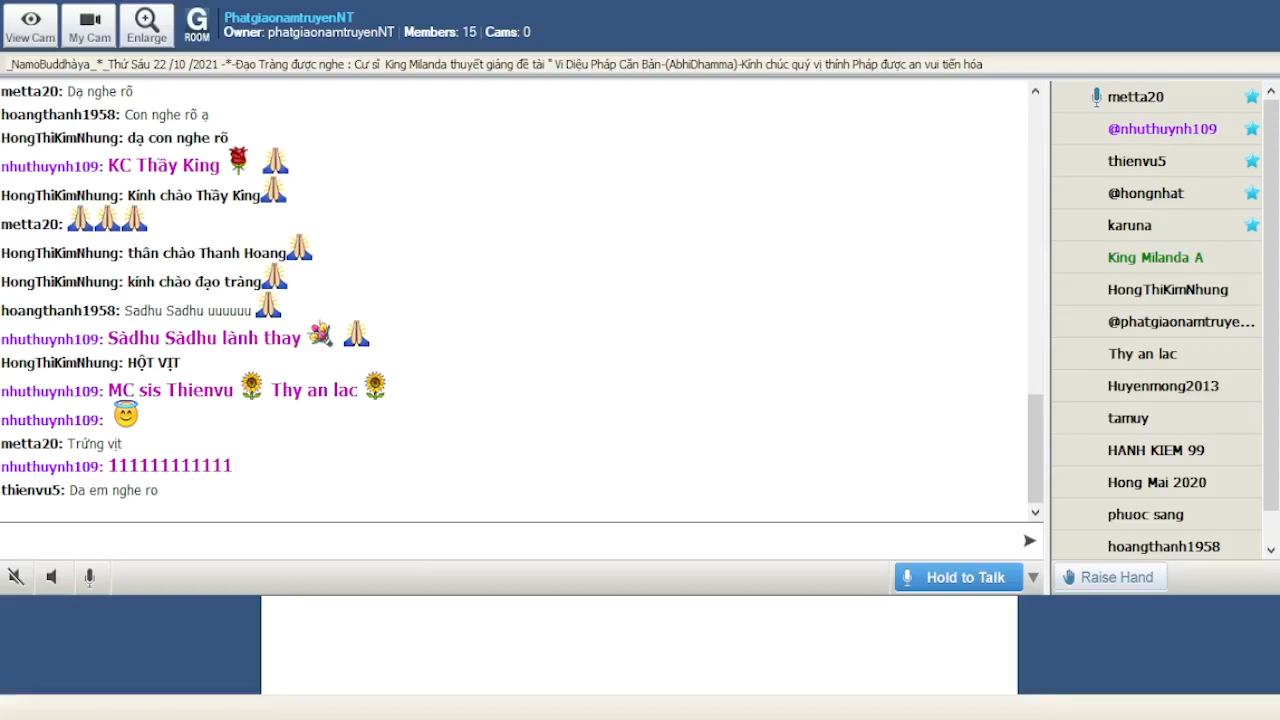 View Cam
My Cam
Enlarge
G
ROOM
PhatgiaonamtruyenNT
Owner: phatgiaonamtruyenNT | Members: 15 | Cams: 0
_NamoBuddhàya_*_Thứ Sáu 22 /10 /2021 -*-Đạo Tràng được nghe : Cư sĩ King Milanda thuyết giảng đề tài " Vi Diệu Pháp Căn Bản-(AbhiDhamma)-Kính chúc quý vị thính Pháp được an vui tiến hóa
metta20: Dạ nghe rõ
hoangthanh1958: Con nghe rõ ạ
HongThiKimNhung: dạ con nghe rõ
nhuthuynh109: KC Thầy King
HongThiKimNhung: Kính chào Thầy King
metta20:
HongThiKimNhung: thân chào Thanh Hoang
HongThiKimNhung: kính chào đạo tràng
hoangthanh1958: Sadhu Sadhu uuuuuu
nhuthuynh109: Sàdhu Sàdhu lành thay
HongThiKimNhung: HỘT VỊT
nhuthuynh109: MC sis Thienvu Thy an lac
nhuthuynh109:
metta20: Trứng vịt
nhuthuynh109: 111111111111
thienvu5: Da em nghe ro
Hold to Talk
metta20
@nhuthuynh109
thienvu5
@hongnhat
karuna
King Milanda A
HongThiKimNhung
@phatgiaonamtruye...
Thy an lac
Huyenmong2013
tamuy
HANH KIEM 99
Hong Mai 2020
phuoc sang
hoangthanh1958
Raise Hand